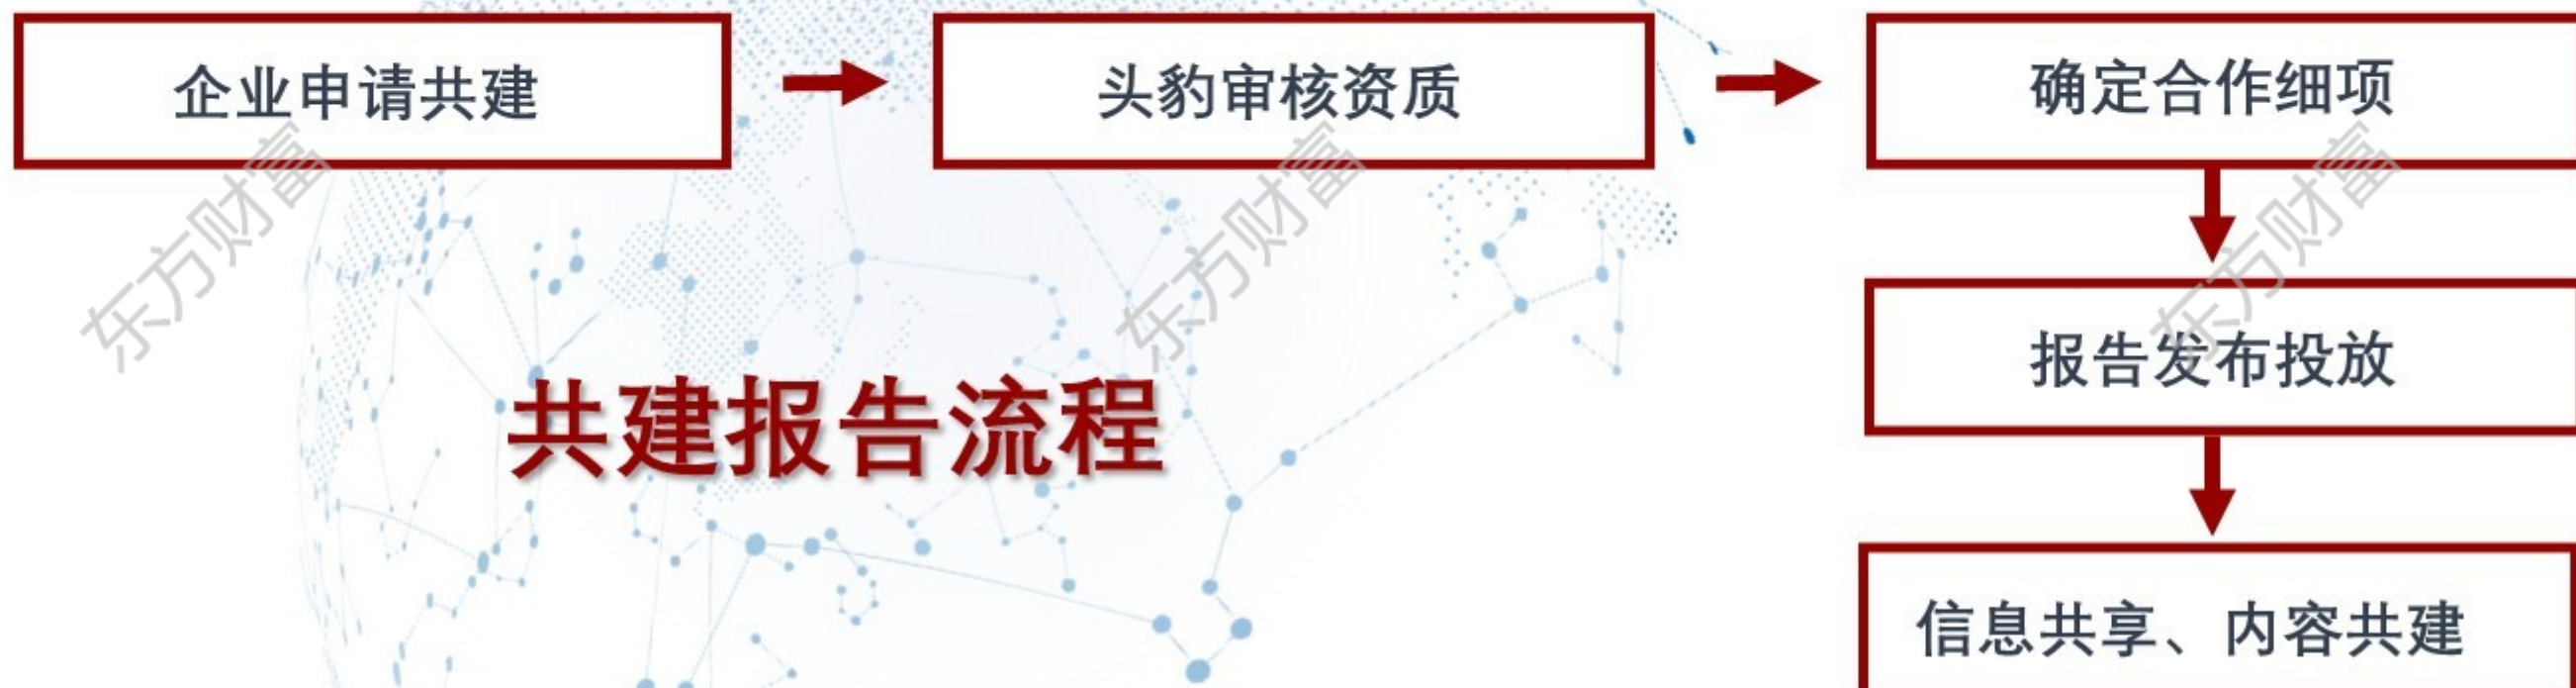 企业申请共建
头豹审核资质
确定合作细项
报告发布投放
信息共享、内容共建
共建报告流程
东方财富
东方财富
东方财富